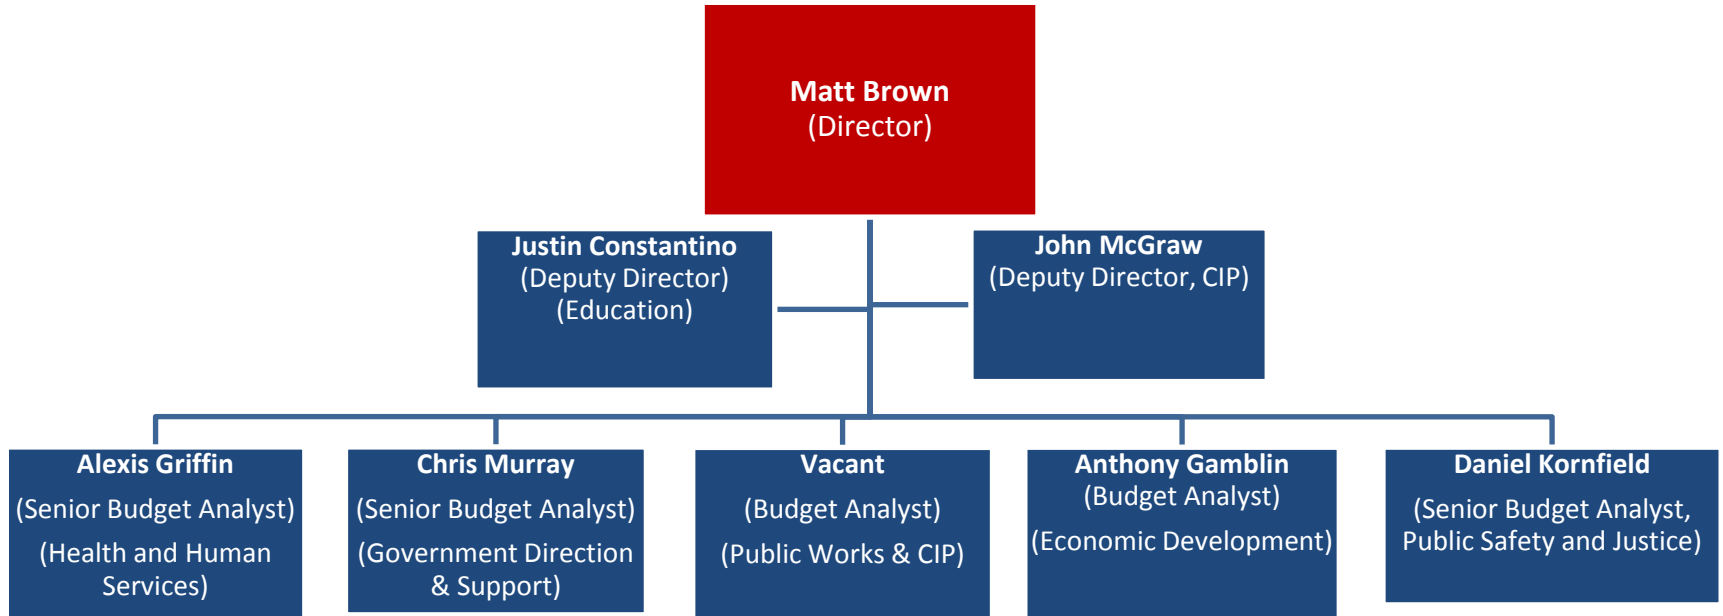 Matt Brown
(Director)
Justin Constantino
(Deputy Director)
(Education)
John McGraw
(Deputy Director, CIP)
Alexis Griffin
(Senior Budget Analyst)
(Health and Human
Services)
Chris Murray
(Senior Budget Analyst)
(Government Direction
& Support)
Vacant
(Budget Analyst)
(Public Works & CIP)
Anthony Gamblin
(Budget Analyst)
(Economic Development)
Daniel Kornfield
(Senior Budget Analyst,
Public Safety and Justice)